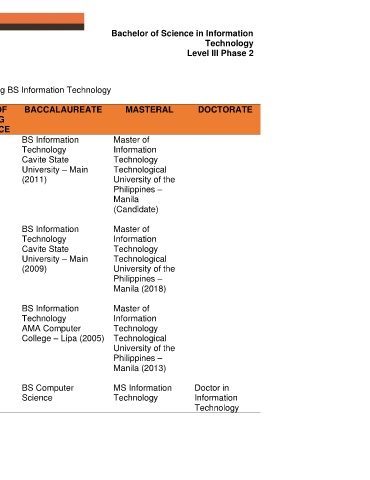 Bachelor of Science in Information
Technology
Level III Phase 2
g BS Information Technology
OF BACCALAUREATE MASTERAL DOCTORATE
G
CE
BS Information
Technology
Cavite State
University – Main
(2011)
Master of
Information
Technology
Technological
University of the
Philippines –
Manila
(Candidate)
BS Information
Technology
Cavite State
University – Main
(2009)
Master of
Information
Technology
Technological
University of the
Philippines –
Manila (2018)
BS Information
Technology
AMA Computer
College – Lipa (2005)
Master of
Information
Technology
Technological
University of the
Philippines –
Manila (2013)
BS Computer
Science
MS Information
Technology
Doctor in
Information
Technology